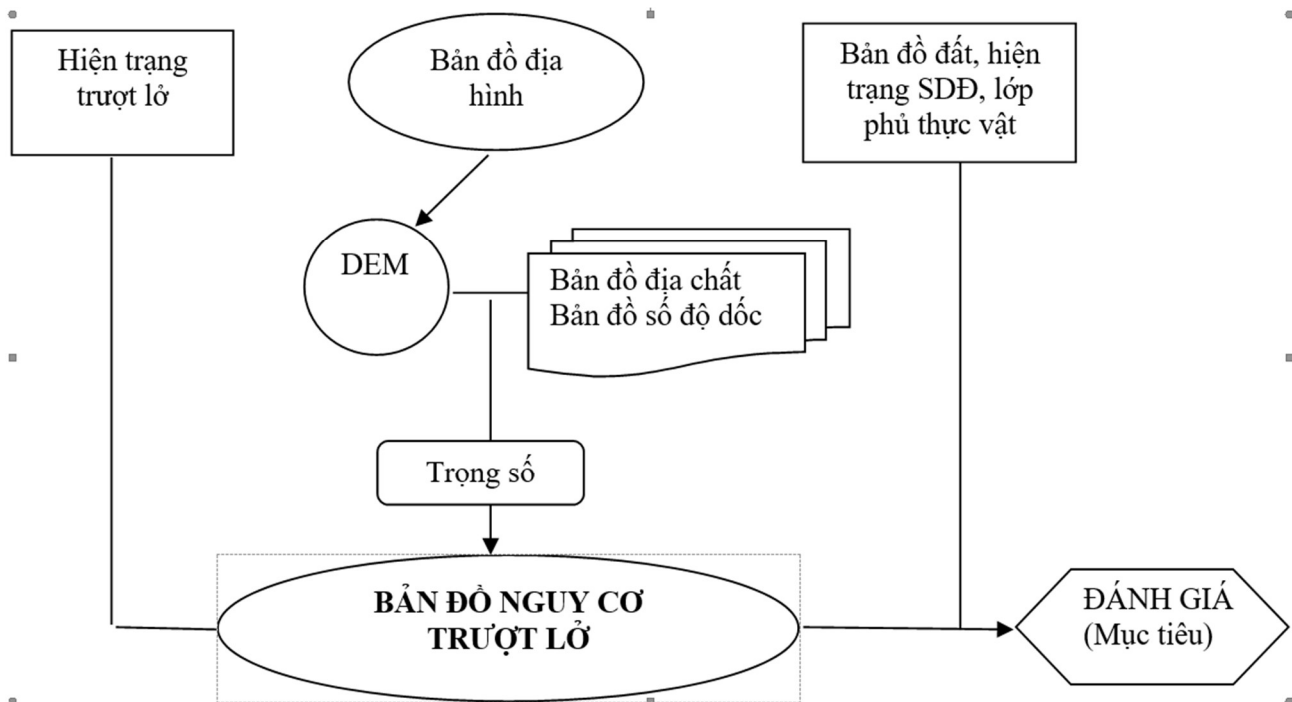 Hiện trạng
trượt lở
Bản đồ địa
hình
Bản đồ đất, hiện
trạng SDĐ, lớp
phủ thực vật
DEM
Bản đồ địa chất
Bản đồ số độ dốc
Trọng số
BẢN ĐỒ NGUY CƠ
TRƯỢT LỞ
ĐÁNH GIÁ
(Mục tiêu)